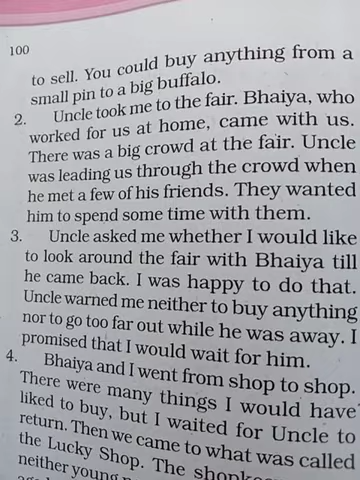 100
to sell. You could buy anything from a
small pin to a big buffalo.
2. Uncle took me to the fair. Bhaiya, who
worked for us at home, came with us.
There was a big crowd at the fair. Uncle
was leading us through the crowd when
he met a few of his friends. They wanted
him to spend some time with them.
3. Uncle asked me whether I would like
to look around the fair with Bhaiya till
he came back. I was happy to do that.
Uncle warned me neither to buy anything
nor to go too far out while he was away. I
promised that I would wait for him.
4. Bhaiya and I went from shop to shop.
There were many things I would have
liked to buy, but I waited for Uncle to
return. Then we came to what was called
the Lucky Shop. The
neither young